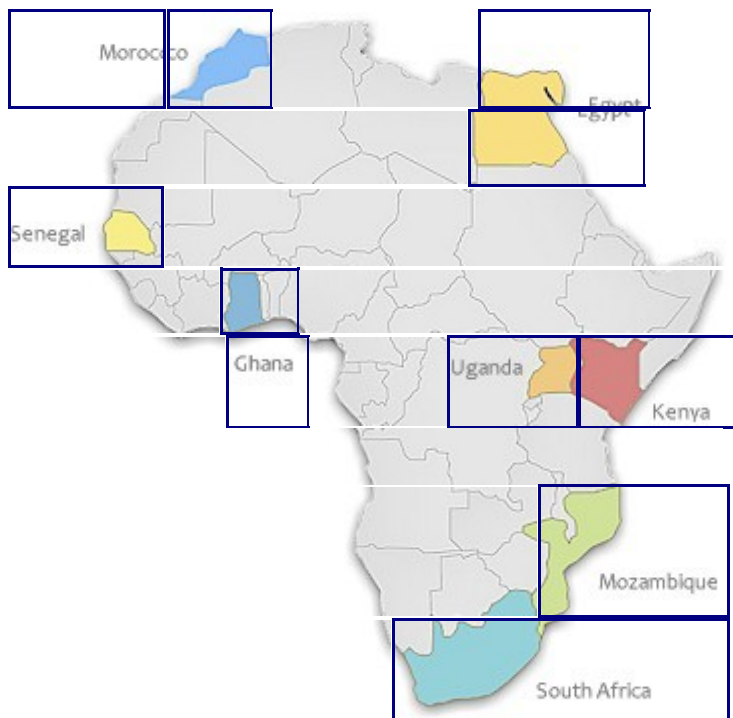 Morocco
Egypt
Senegal
Ghana
Uganda
Kenya
Mozambique
South Africa